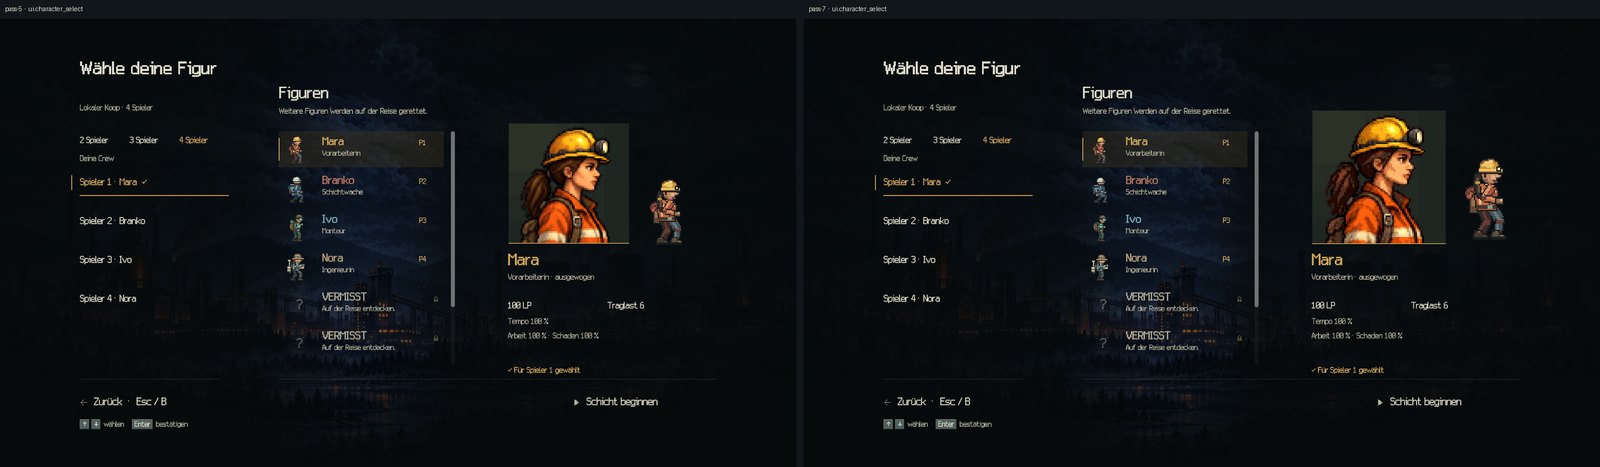 pass-5 · ui.character_select
Wähle deine Figur
Lokaler Koop · 4 Spieler
2 Spieler 3 Spieler 4 Spieler
Deine Crew
Spieler 1 · Mara ✓
Spieler 2 · Branko
Spieler 3 · Ivo
Spieler 4 · Nora
Figuren
Weitere Figuren werden auf der Reise gerettet.
Mara P1
Vorarbeiterin
Branko P2
Schichtwache
Ivo P3
Monteur
Nora P4
Ingenieurin
? VERMISST
Auf der Reise entdecken.
? VERMISST
Auf der Reise entdecken.
Mara
Vorarbeiterin · ausgewogen
100 LP Traglast 6
Tempo 100 %
Arbeit 100 % · Schaden 100 %
✓ Für Spieler 1 gewählt
← Zurück · Esc / B
▶ Schicht beginnen
↑ ↓ wählen Enter bestätigen
pass-7 · ui.character_select
Wähle deine Figur
Lokaler Koop · 4 Spieler
2 Spieler 3 Spieler 4 Spieler
Deine Crew
Spieler 1 · Mara ✓
Spieler 2 · Branko
Spieler 3 · Ivo
Spieler 4 · Nora
Figuren
Weitere Figuren werden auf der Reise gerettet.
Mara P1
Vorarbeiterin
Branko P2
Schichtwache
Ivo P3
Monteur
Nora P4
Ingenieurin
? VERMISST
Auf der Reise entdecken.
? VERMISST
Auf der Reise entdecken.
Mara
Vorarbeiterin · ausgewogen
100 LP Traglast 6
Tempo 100 %
Arbeit 100 % · Schaden 100 %
✓ Für Spieler 1 gewählt
← Zurück · Esc / B
▶ Schicht beginnen
↑ ↓ wählen Enter bestätigen